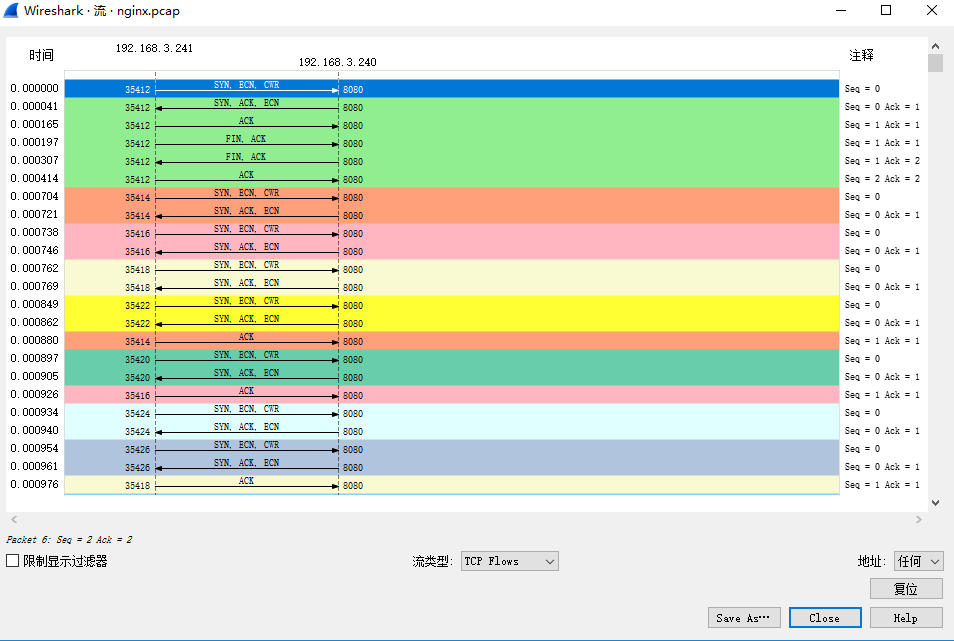 Wireshark · 流 · nginx.pcap
时间 192.168.3.241 注释
192.168.3.240
0.000000 35412 SYN, ECN, CWR 8080 Seq = 0
0.000041 35412 SYN, ACK, ECN 8080 Seq = 0 Ack = 1
0.000165 35412 ACK 8080 Seq = 1 Ack = 1
0.000197 35412 FIN, ACK 8080 Seq = 1 Ack = 1
0.000307 35412 FIN, ACK 8080 Seq = 1 Ack = 2
0.000414 35412 ACK 8080 Seq = 2 Ack = 2
0.000704 35414 SYN, ECN, CWR 8080 Seq = 0
0.000721 35414 SYN, ACK, ECN 8080 Seq = 0 Ack = 1
0.000738 35416 SYN, ECN, CWR 8080 Seq = 0
0.000746 35416 SYN, ACK, ECN 8080 Seq = 0 Ack = 1
0.000762 35418 SYN, ECN, CWR 8080 Seq = 0
0.000769 35418 SYN, ACK, ECN 8080 Seq = 0 Ack = 1
0.000849 35422 SYN, ECN, CWR 8080 Seq = 0
0.000862 35422 SYN, ACK, ECN 8080 Seq = 0 Ack = 1
0.000880 35414 ACK 8080 Seq = 1 Ack = 1
0.000897 35420 SYN, ECN, CWR 8080 Seq = 0
0.000905 35420 SYN, ACK, ECN 8080 Seq = 0 Ack = 1
0.000926 35416 ACK 8080 Seq = 1 Ack = 1
0.000934 35424 SYN, ECN, CWR 8080 Seq = 0
0.000940 35424 SYN, ACK, ECN 8080 Seq = 0 Ack = 1
0.000954 35426 SYN, ECN, CWR 8080 Seq = 0
0.000961 35426 SYN, ACK, ECN 8080 Seq = 0 Ack = 1
0.000976 35418 ACK 8080 Seq = 1 Ack = 1
Packet 6: Seq = 2 Ack = 2
限制显示过滤器 流类型: TCP Flows 地址: 任何
复位
Save As… Close Help